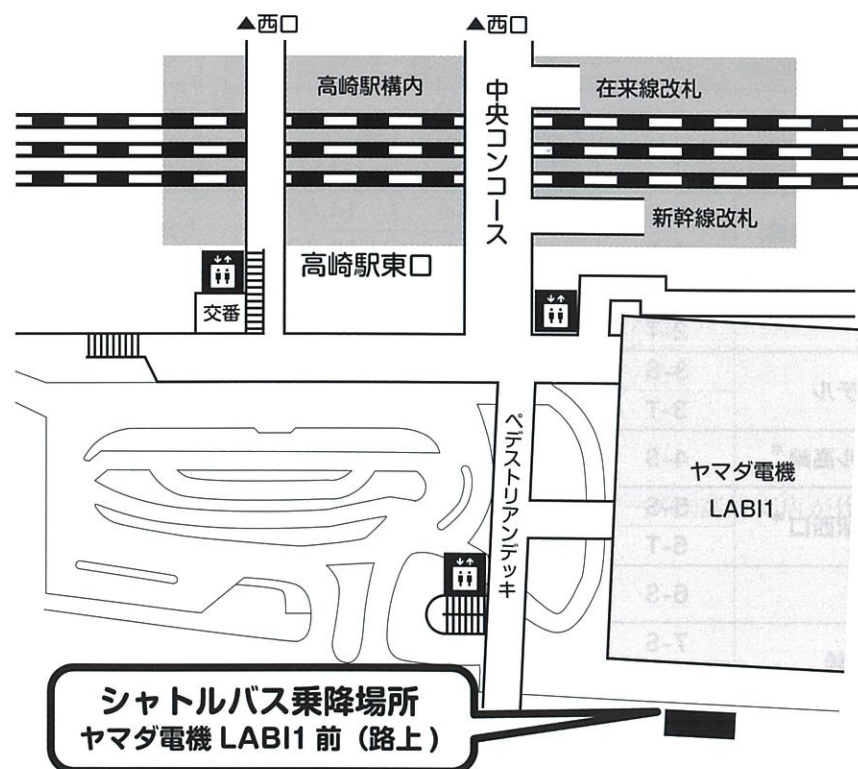 ▲西口
▲西口
高崎駅構内
中央コンコース
在来線改札
新幹線改札
高崎駅東口
交番
ペデストリアンデッキ
ヤマダ電機
LABI1
シャトルバス乗降場所
ヤマダ電機 LABI1 前（路上）